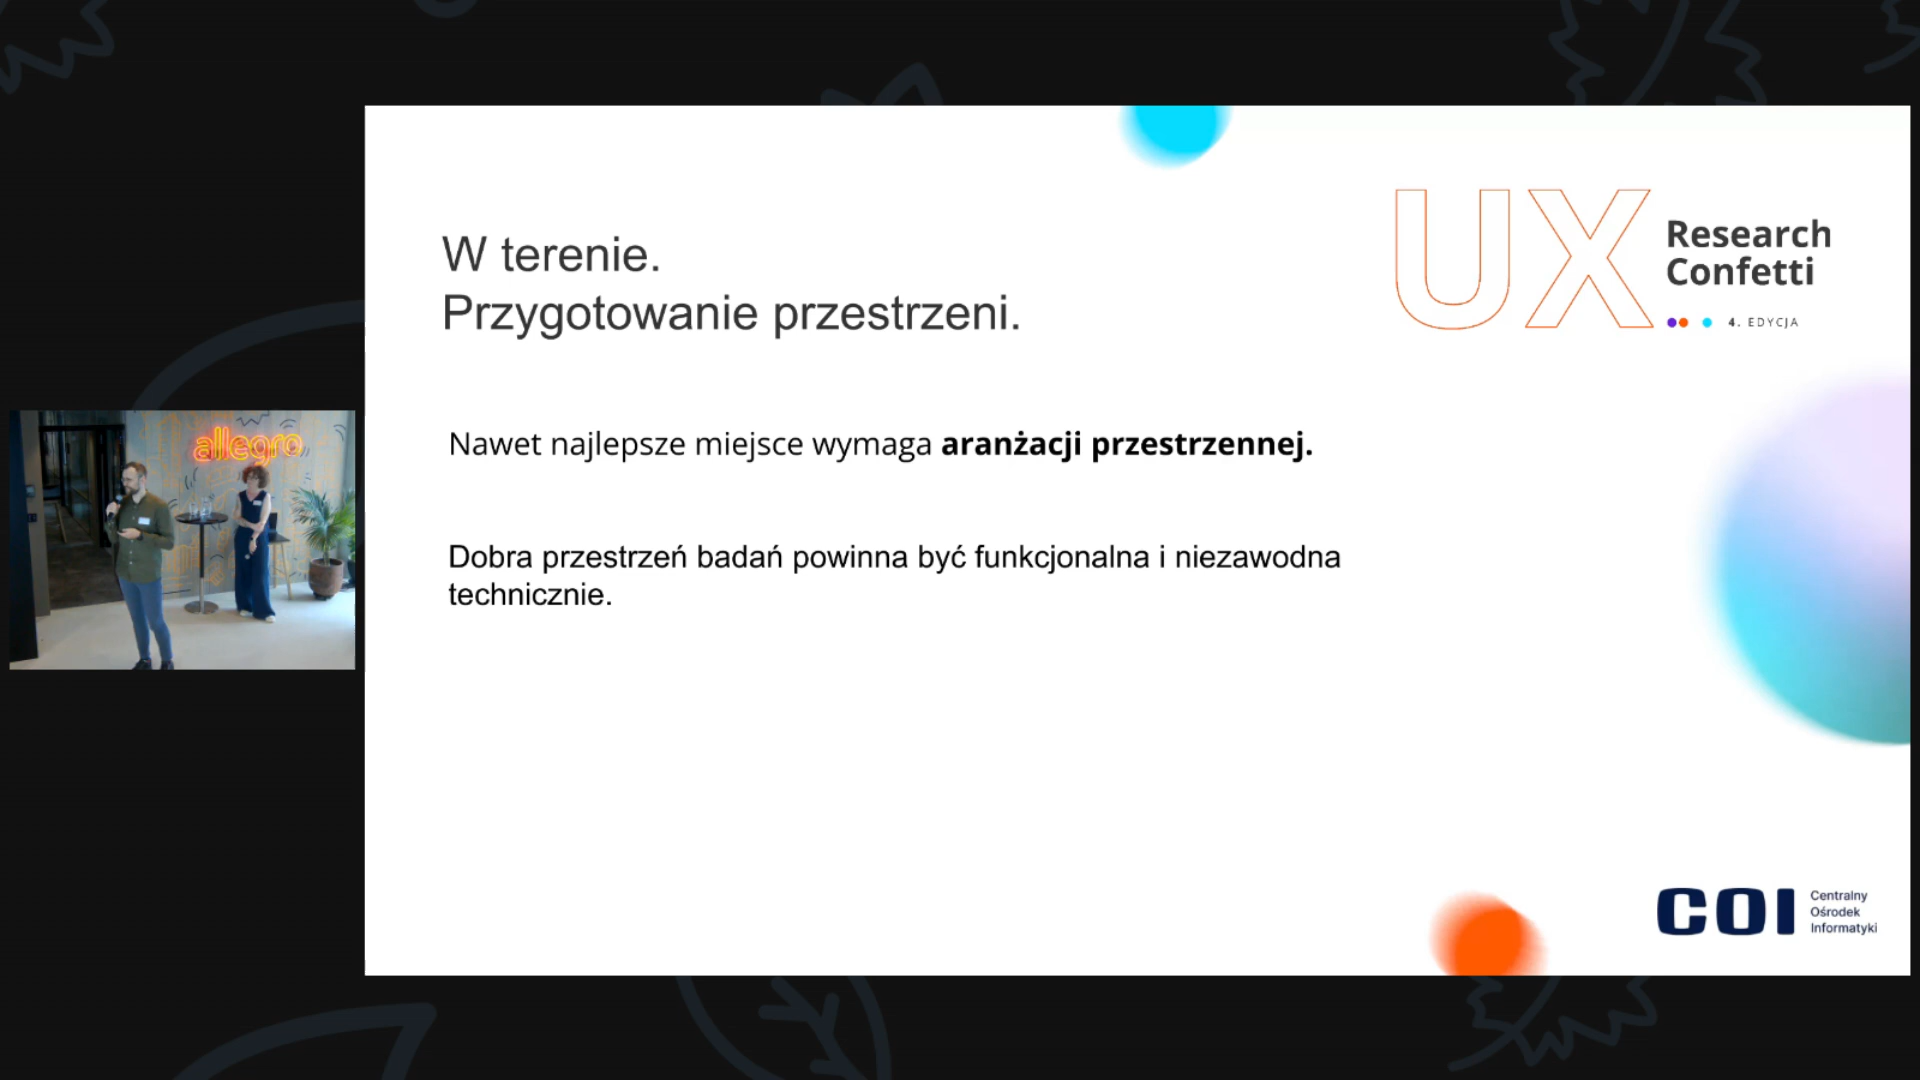 W terenie.
Przygotowanie przestrzeni.
UX
Research
Confetti
4. EDYCJA
Nawet najlepsze miejsce wymaga aranżacji przestrzennej.
Dobra przestrzeń badań powinna być funkcjonalna i niezawodna
technicznie.
allegro
COI
Centralny
Ośrodek
Informatyki